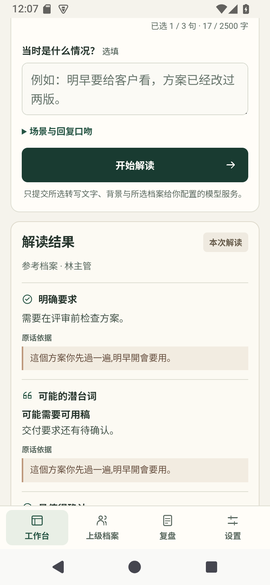 12:07
已选 1 / 3 句 · 17 / 2500 字
当时是什么情况? 选填
例如：明早要给客户看，方案已经改过
两版。
▸ 场景与回复口吻
开始解读 →
只提交所选转写文字、背景与所选档案给你配置的模型服务。
解读结果
本次解读
参考档案 · 林主管
明确要求
需要在评审前检查方案。
原话依据
這個方案你先過一遍,明早開會要用。
可能的潜台词
可能需要可用稿
交付要求还有待确认。
原话依据
這個方案你先過一遍,明早開會要用。
工作台
上级档案
复盘
设置